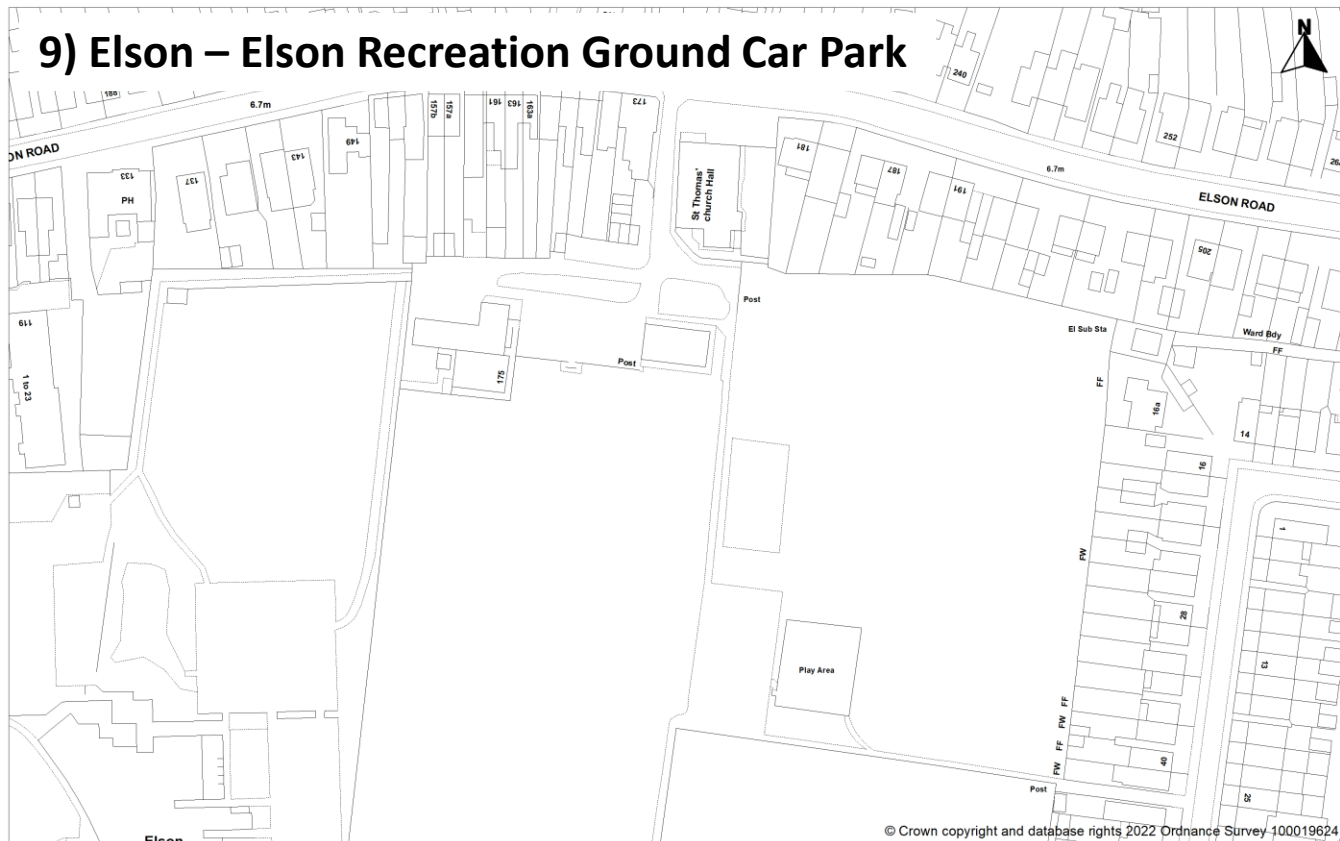 9) Elson – Elson Recreation Ground Car Park
N
240
188
6.7m
157b
157a
161
163
163a
173
252
ON ROAD
149
143
137
133
PH
181
187
191
6.7m
ELSON ROAD
St Thomas'
church Hall
205
Post
El Sub Sta
Ward Bdy
FF
119
1 to 23
Post
175
FF
16a
14
16
1
FW
28
13
Play Area
FF
FW
FF
FW
40
25
Post
Elson
© Crown copyright and database rights 2022 Ordnance Survey 100019624